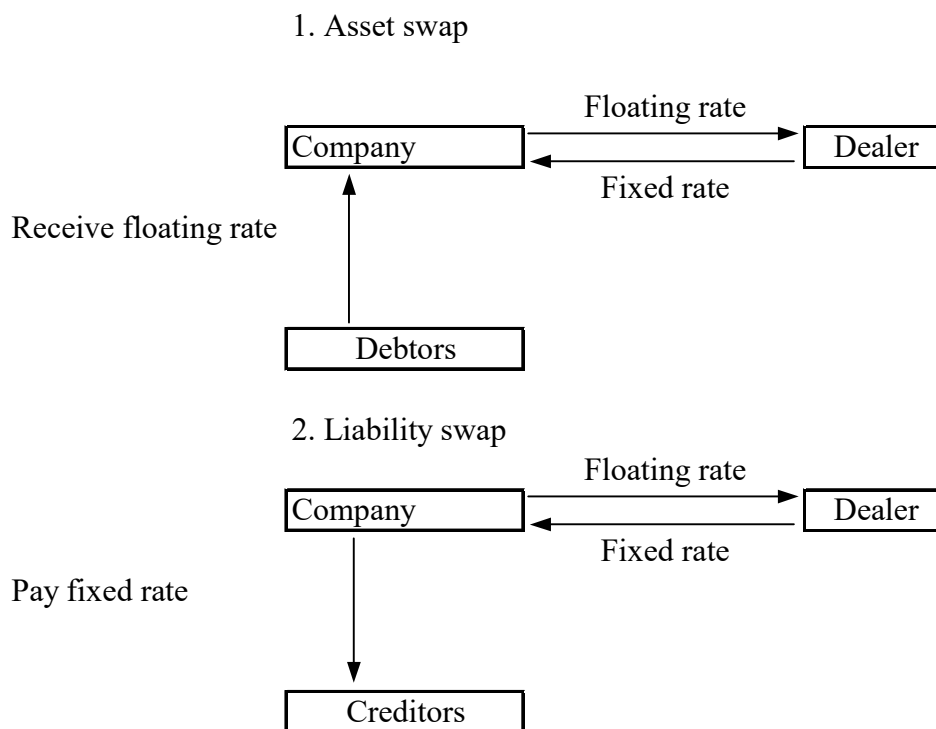 1. Asset swap
Floating rate
Company
Dealer
Fixed rate
Receive floating rate
Debtors
2. Liability swap
Floating rate
Company
Dealer
Fixed rate
Pay fixed rate
Creditors